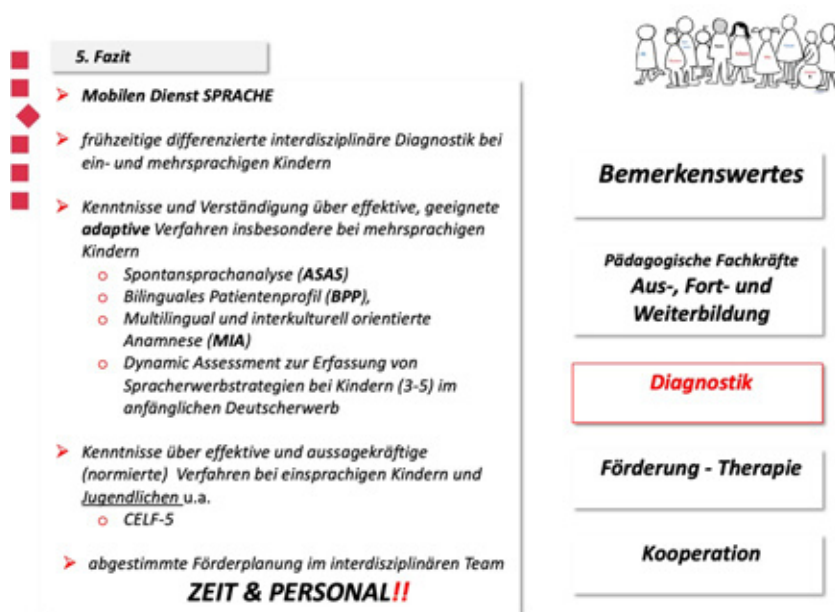 5. Fazit
➤ Mobilen Dienst SPRACHE
➤ frühzeitige differenzierte interdisziplinäre Diagnostik bei
ein- und mehrsprachigen Kindern
➤ Kenntnisse und Verständigung über effektive, geeignete
adaptive Verfahren insbesondere bei mehrsprachigen
Kindern
o Spontansprachanalyse (ASAS)
o Bilinguales Patientenprofil (BPP),
o Multilingual und interkulturell orientierte
Anamnese (MIA)
o Dynamic Assessment zur Erfassung von
Spracherwerbstrategien bei Kindern (3-5) im
anfänglichen Deutscherwerb
➤ Kenntnisse über effektive und aussagekräftige
(normierte) Verfahren bei einsprachigen Kindern und
Jugendlichen u.a.
o CELF-5
➤ abgestimmte Förderplanung im interdisziplinären Team
ZEIT & PERSONAL!!
Bemerkenswertes
Pädagogische Fachkräfte
Aus-, Fort- und
Weiterbildung
Diagnostik
Förderung - Therapie
Kooperation